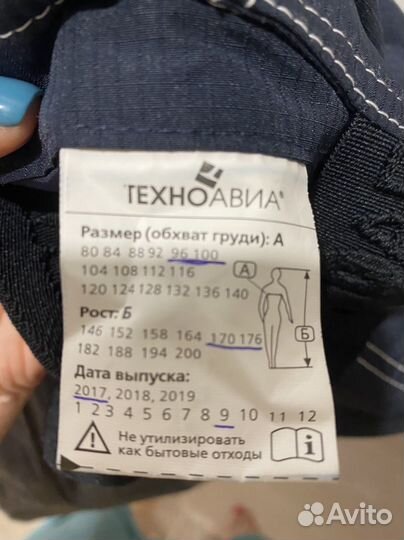 ТЕХНОАВИА®
Размер (обхват груди): А
80 84 88 92 96 100
104 108 112 116
120 124 128 132 136 140
А
Рост: Б
146 152 158 164 170 176
182 188 194 200
Б
Дата выпуска:
2017, 2018, 2019
1 2 3 4 5 6 7 8 9 10 11 12
Не утилизировать
как бытовые отходы
Avito